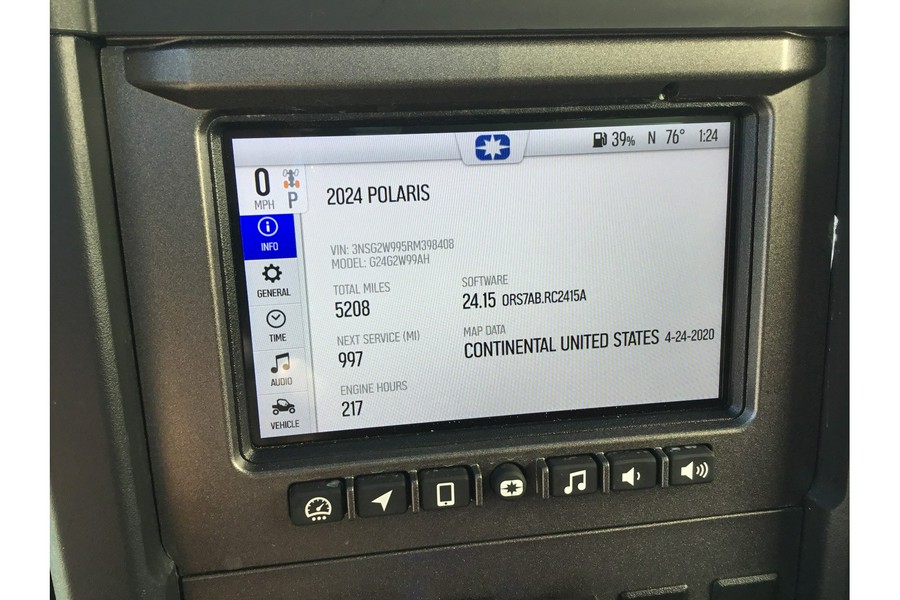 39% N 76° 1:24
0
MPH P
2024 POLARIS
INFO
VIN: 3NSG2W995RM398408
MODEL: G24G2W99AH
GENERAL
TOTAL MILES
5208
SOFTWARE
24.15 ORS7AB.RC2415A
TIME
NEXT SERVICE (MI)
997
MAP DATA
CONTINENTAL UNITED STATES 4-24-2020
AUDIO
ENGINE HOURS
217
VEHICLE